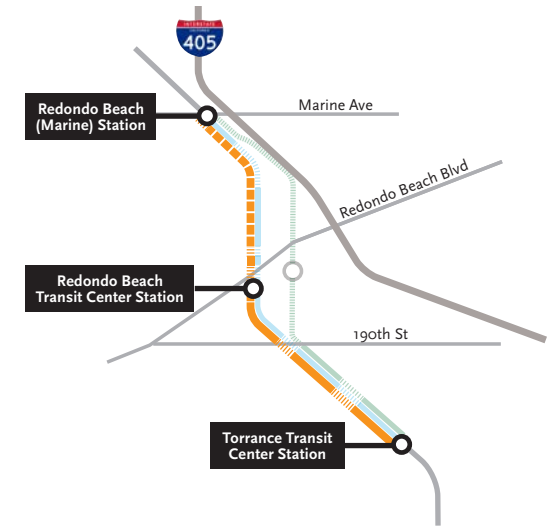 INTERSTATE
CALIFORNIA
405
Redondo Beach
(Marine) Station
Marine Ave
Redondo Beach Blvd
Redondo Beach
Transit Center Station
190th St
Torrance Transit
Center Station